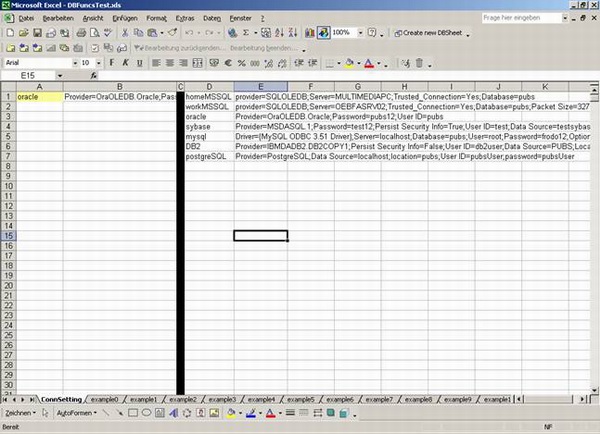 Microsoft Excel - DBFuncsTest.xls
Datei Bearbeiten Ansicht Einfügen Format Extras Daten Fenster ?
Frage hier eingeben
100%
Create new DBSheet
Bearbeitung zurückgeben...
Bearbeitung beenden...
Arial 10 F K U
E15
A B C D E F G H I J K
1 oracle Provider=OraOLEDB.Oracle;Pass homeMSSQL provider=SQLOLEDB;Server=MULTIMEDIAPC;Trusted_Connection=Yes;Database=pubs
2 workMSSQL provider=SQLOLEDB;Server=OEBFASRV02;Trusted_Connection=Yes;Database=pubs;Packet Size=327
3 oracle Provider=OraOLEDB.Oracle;Password=pubs12;User ID=pubs
4 sybase Provider=MSDASQL.1;Password=test12;Persist Security Info=True;User ID=test;Data Source=testsybas
5 mysql Driver={MySQL ODBC 3.51 Driver};Server=localhost;Database=pubs;User=root;Password=frodo12;Option
6 DB2 Provider=IBMDADB2.DB2COPY1;Persist Security Info=False;User ID=db2user;Data Source=PUBS;Loca
7 postgreSQL Provider=PostgreSQL;Data Source=localhost;location=pubs;User ID=pubsUser;password=pubsUser
8
9
10
11
12
13
14
15
16
17
18
19
20
21
22
23
24
25
26
27
28
29
30
31
ConnSetting example0 example1 example2 example3 example4 example5 example6 example7 example8 example9 example1
Zeichnen AutoFormen
Bereit NF